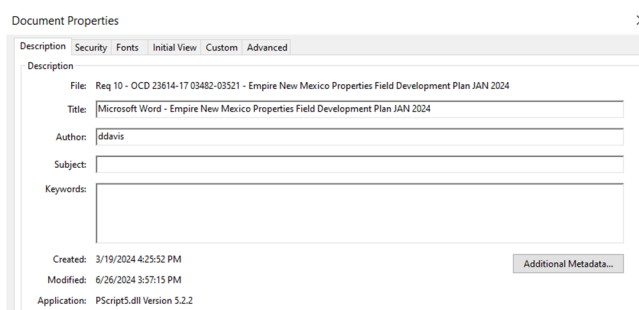 Document Properties
Description Security Fonts Initial View Custom Advanced
Description
File: Req 10 - OCD 23614-17 03482-03521 - Empire New Mexico Properties Field Development Plan JAN 2024
Title: Microsoft Word - Empire New Mexico Properties Field Development Plan JAN 2024
Author: ddavis
Subject:
Keywords:
Created: 3/19/2024 4:25:52 PM
Additional Metadata...
Modified: 6/26/2024 3:57:15 PM
Application: PScript5.dll Version 5.2.2